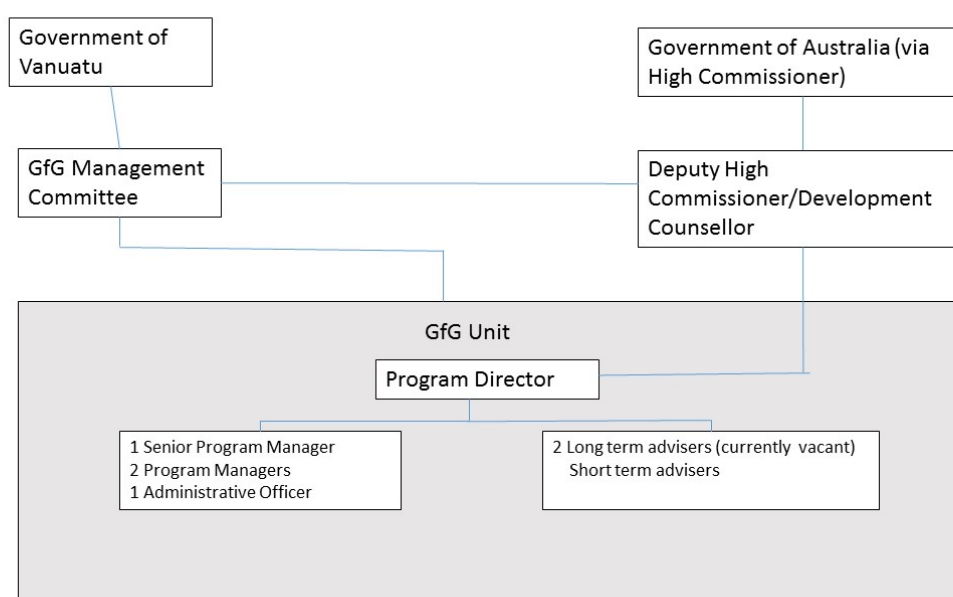 Government of
Vanuatu
Government of Australia (via
High Commissioner)
GfG Management
Committee
Deputy High
Commissioner/Development
Counsellor
GfG Unit
Program Director
1 Senior Program Manager
2 Program Managers
1 Administrative Officer
2 Long term advisers (currently vacant)
Short term advisers